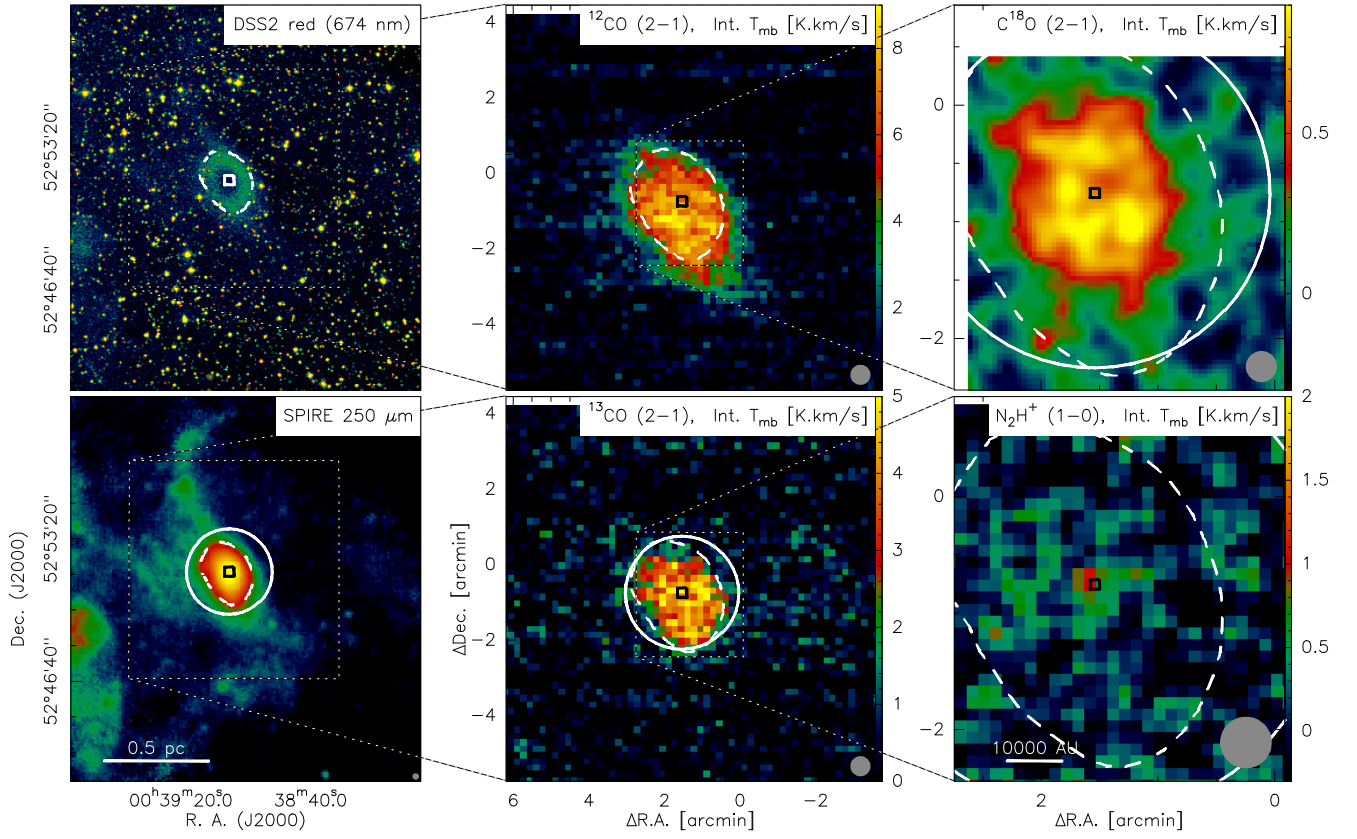 DSS2 red (674 nm)
¹²CO (2−1), Int. Tₘb [K.km/s]
C¹⁸O (2−1), Int. Tₘb [K.km/s]
52°53'20"
52°46'40"
4
2
0
−2
−4
8
6
4
2
0
−2
0.5
0
SPIRE 250 μm
¹³CO (2−1), Int. Tₘb [K.km/s]
N₂H⁺ (1−0), Int. Tₘb [K.km/s]
Dec. (J2000)
52°53'20"
52°46'40"
0.5 pc
ΔDec. [arcmin]
4
2
0
−2
−4
5
4
3
2
1
0
0
−2
10000 AU
2
1.5
1
0.5
0
00ʰ39ᵐ20ˢ.0
38ᵐ40ˢ.0
R. A. (J2000)
6
4
2
0
−2
ΔR.A. [arcmin]
2
0
ΔR.A. [arcmin]